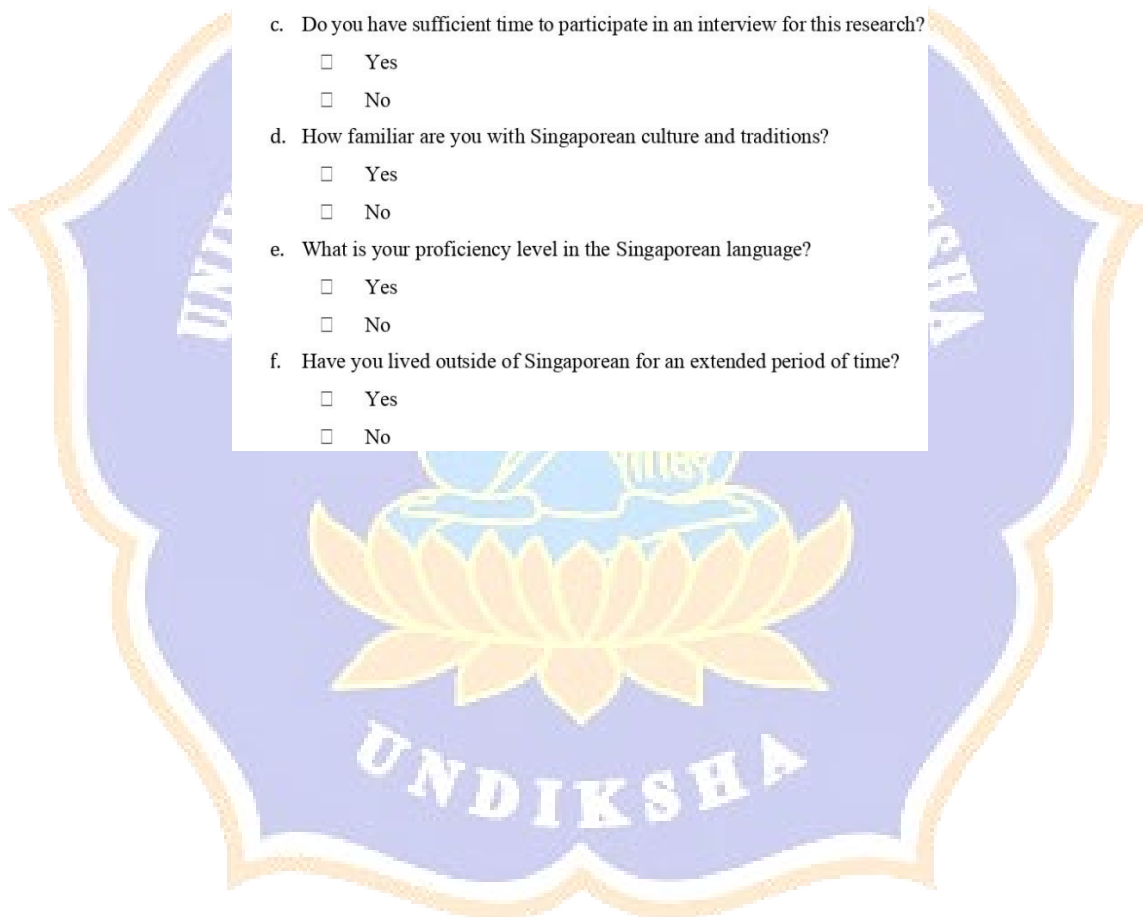 c. Do you have sufficient time to participate in an interview for this research?
☐ Yes
☐ No
d. How familiar are you with Singaporean culture and traditions?
☐ Yes
☐ No
e. What is your proficiency level in the Singaporean language?
☐ Yes
☐ No
f. Have you lived outside of Singaporean for an extended period of time?
☐ Yes
☐ No
UNDIKSHA